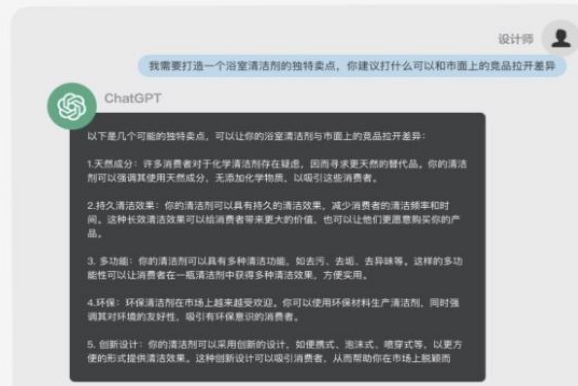 设计师
我需要打造一个浴室清洁剂的独特卖点，你建议打什么可以和市面上的竞品拉开差异
ChatGPT
以下是几个可能的独特卖点，可以让你的浴室清洁剂与市面上的竞品拉开差异：
1.天然成分：许多消费者对于化学清洁剂存在疑虑，因而寻求更天然的替代品。你的清洁
剂可以强调其使用天然成分，无添加化学物质，以吸引这些消费者。
2.持久清洁效果：你的清洁剂可以具有持久的清洁效果，减少消费者的清洁频率和时
间。这种长效清洁效果可以给消费者带来更大的价值，也可以让他们更愿意购买你的产
品。
3. 多功能：你的清洁剂可以具有多种清洁功能，如去污、去垢、去异味等。这样的多功
能性可以让消费者在一瓶清洁剂中获得多种清洁效果，方便实用。
4.环保：环保清洁剂在市场上越来越受欢迎。你可以使用环保材料生产清洁剂，同时强
调其对环境的友好性，吸引有环保意识的消费者。
5. 创新设计：你的清洁剂可以采用创新的设计，如便携式、泡沫式、喷穿式等，以更方
便的形式提供清洁效果。这种创新设计可以吸引消费者，从而帮助你在市场上脱颖而